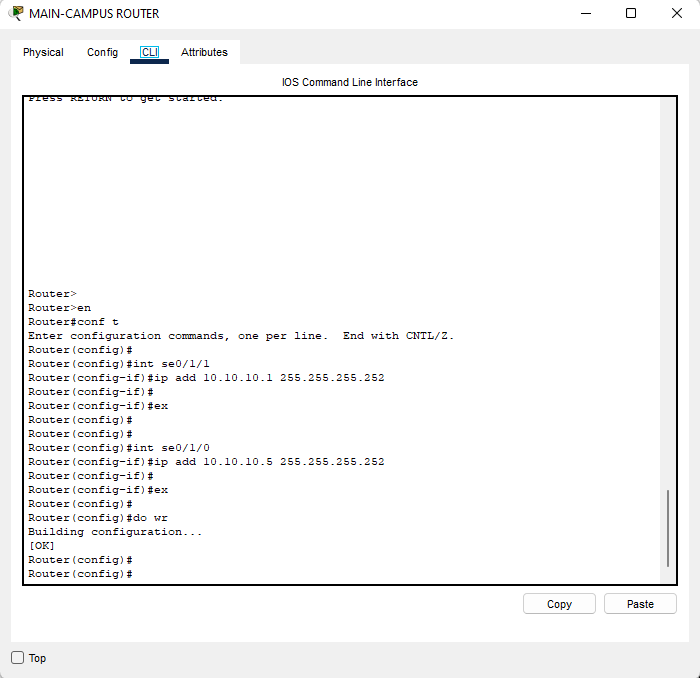 MAIN-CAMPUS ROUTER
Physical Config CLI Attributes
IOS Command Line Interface
Press RETURN to get started.
Router>
Router>en
Router#conf t
Enter configuration commands, one per line.  End with CNTL/Z.
Router(config)#
Router(config)#int se0/1/1
Router(config-if)#ip add 10.10.10.1 255.255.255.252
Router(config-if)#
Router(config-if)#ex
Router(config)#
Router(config)#
Router(config)#int se0/1/0
Router(config-if)#ip add 10.10.10.5 255.255.255.252
Router(config-if)#
Router(config-if)#ex
Router(config)#
Router(config)#do wr
Building configuration...
[OK]
Router(config)#
Router(config)#
Copy Paste
Top